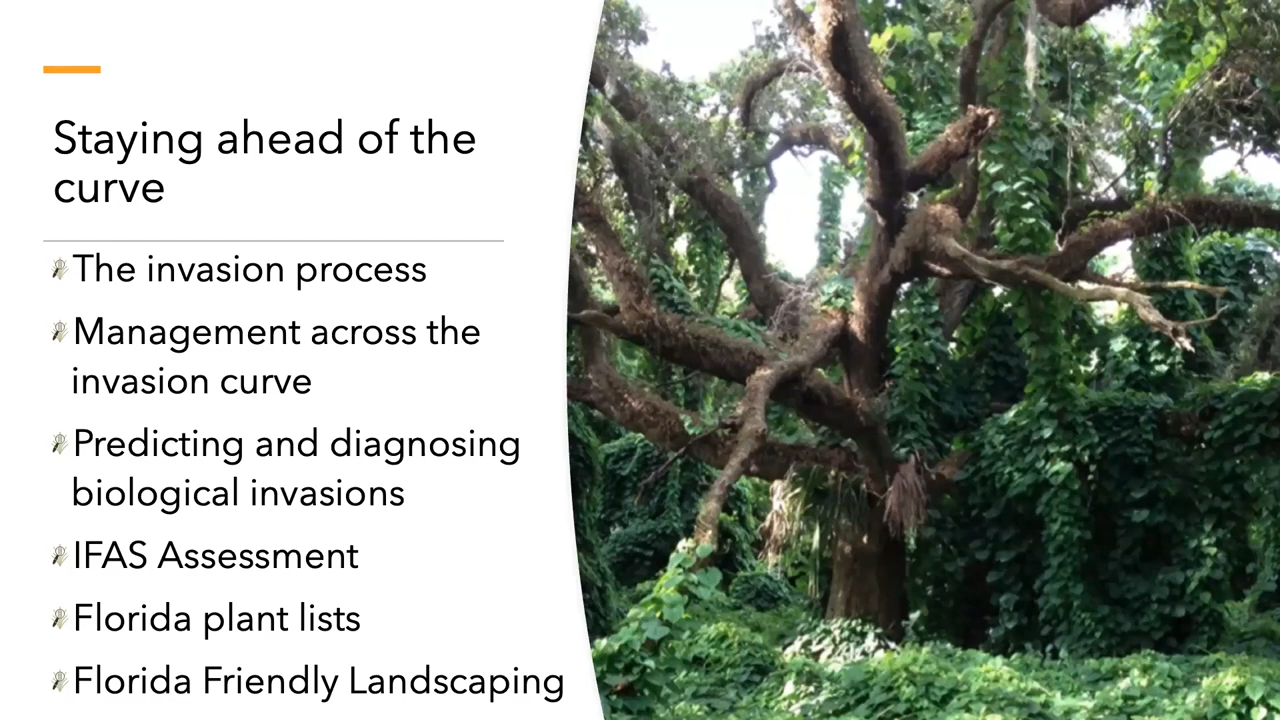 Staying ahead of the
curve
The invasion process
Management across the
invasion curve
Predicting and diagnosing
biological invasions
IFAS Assessment
Florida plant lists
Florida Friendly Landscaping